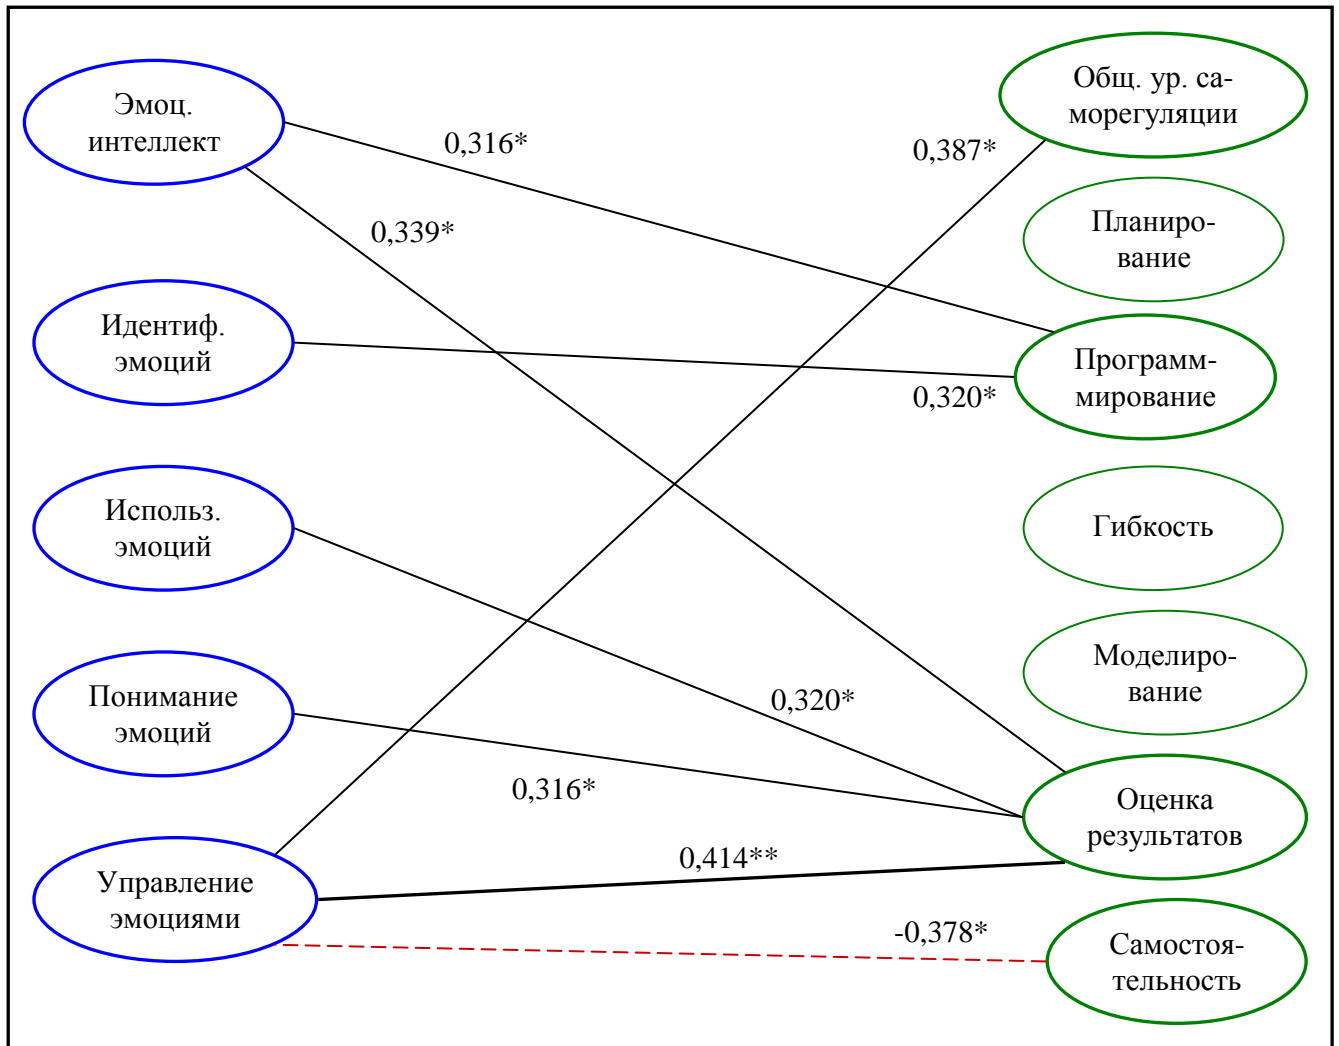 Эмоц.
интеллект
Идентиф.
эмоций
Использ.
эмоций
Понимание
эмоций
Управление
эмоциями
0,316*
0,339*
0,387*
0,320*
0,320*
0,316*
0,414**
-0,378*
Общ. ур. са-
морегуляции
Планиро-
вание
Программ-
мирование
Гибкость
Моделиро-
вание
Оценка
результатов
Самостоя-
тельность